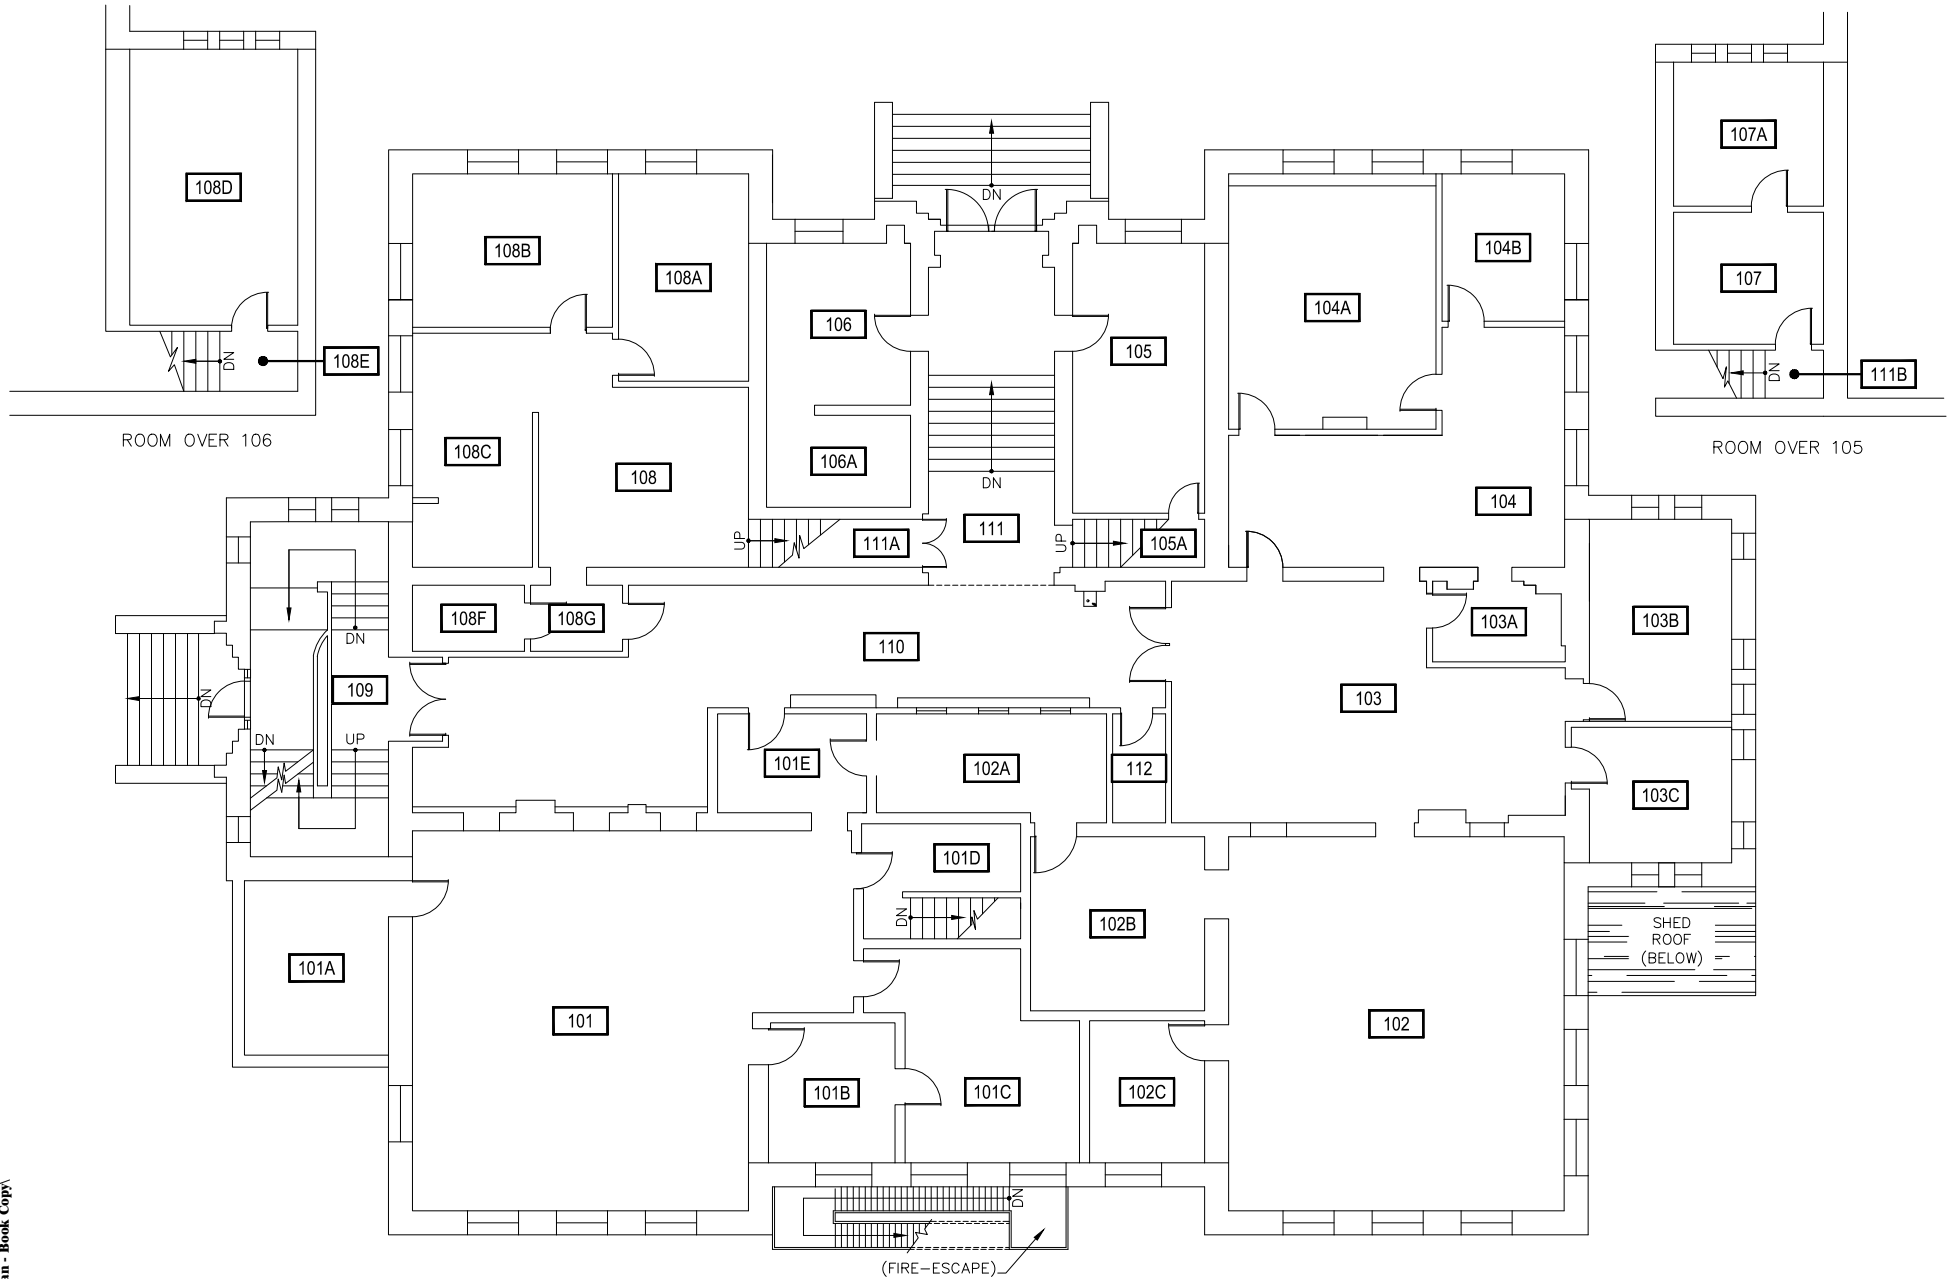 108D
107A
DN
108B
108A
104B
107
106
104A
105
DN
108E
DN
111B
ROOM OVER 106
ROOM OVER 105
108C
108
106A
DN
104
UP
111A
111
UP
105A
108F
108G
110
103A
103B
DN
109
103
DN
DN
UP
101E
102A
112
103C
101D
DN
102B
SHED
ROOF
(BELOW)
101A
101
102
101B
101C
102C
DN
(FIRE-ESCAPE)
an - Book Copy\